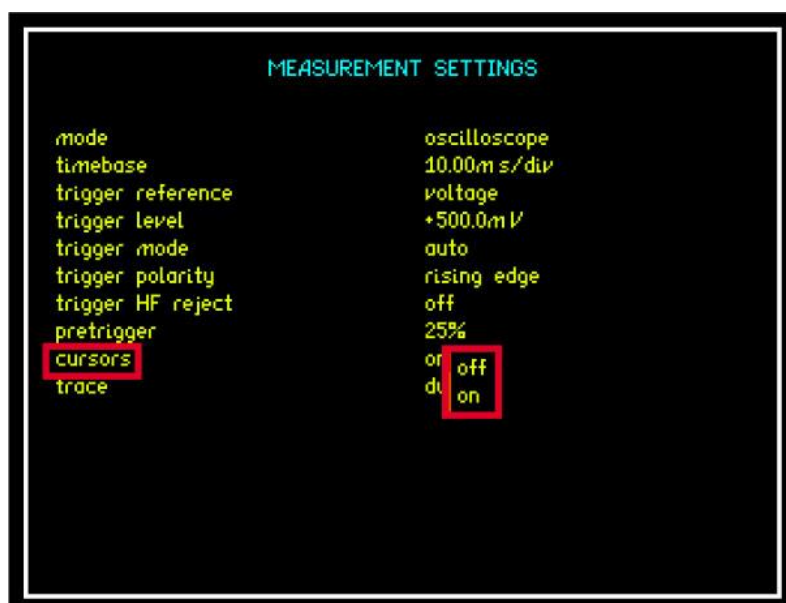 MEASUREMENT SETTINGS
mode oscilloscope
timebase 10.00m s/div
trigger reference voltage
trigger level +500.0mV
trigger mode auto
trigger polarity rising edge
trigger HF reject off
pretrigger 25%
cursors
off
trace
on